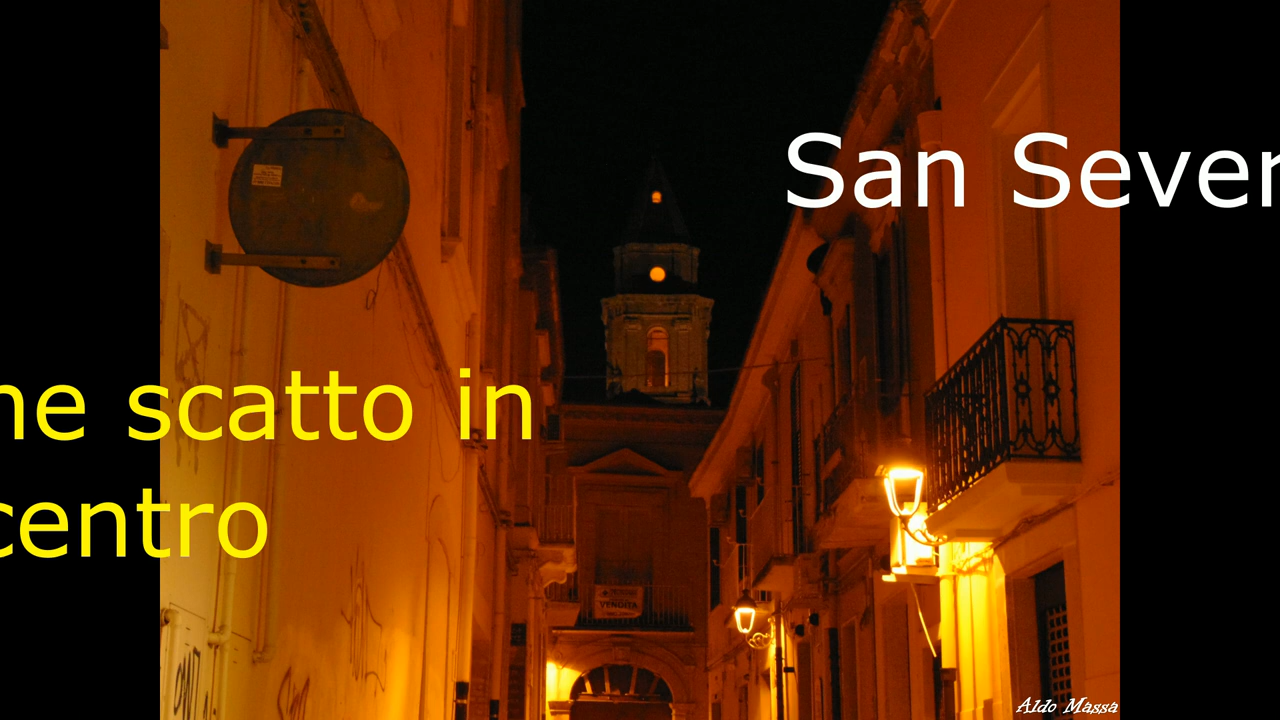 San Sever
ne scatto in
centro
VENDITA
Aldo Massa